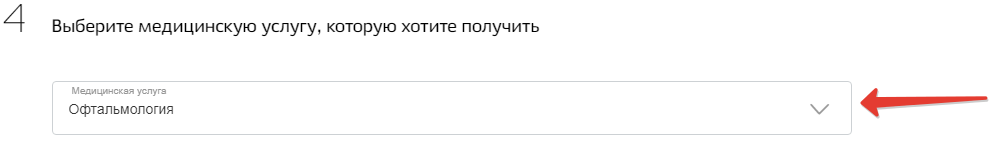 4 Выберите медицинскую услугу, которую хотите получить
Медицинская услуга
Офтальмология